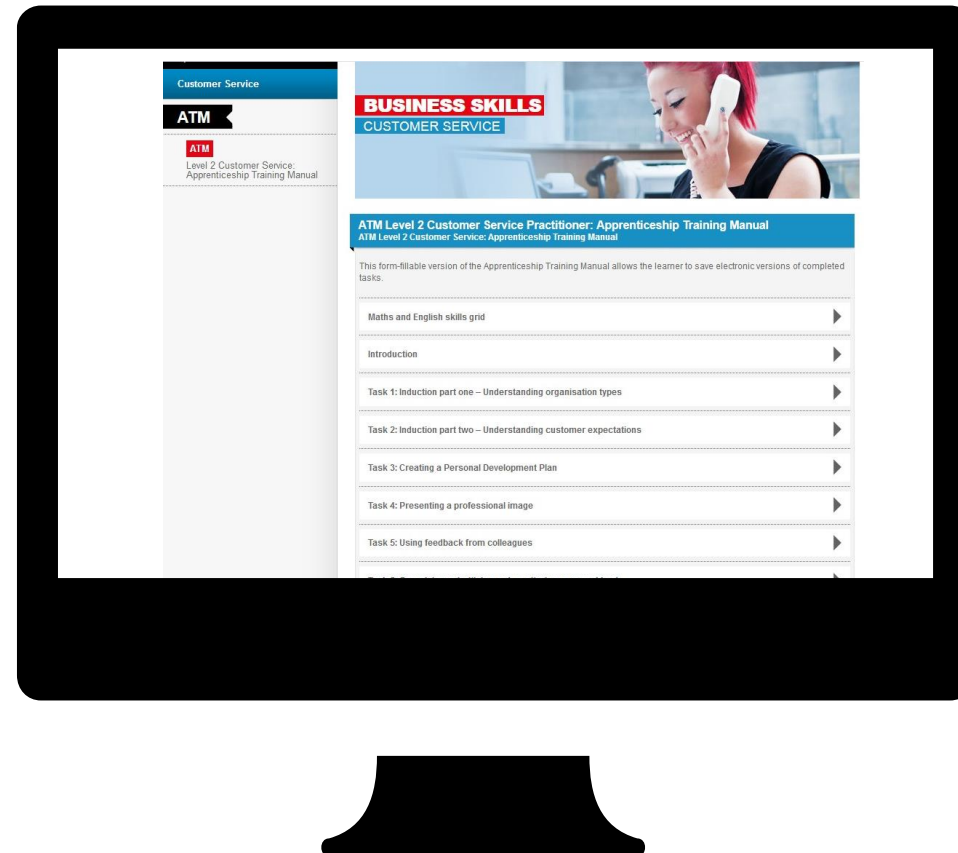 Customer Service
ATM
ATM
Level 2 Customer Service:
Apprenticeship Training Manual
BUSINESS SKILLS
CUSTOMER SERVICE
ATM Level 2 Customer Service Practitioner: Apprenticeship Training Manual
ATM Level 2 Customer Service: Apprenticeship Training Manual
This form-fillable version of the Apprenticeship Training Manual allows the learner to save electronic versions of completed
tasks.
Maths and English skills grid
Introduction
Task 1: Induction part one – Understanding organisation types
Task 2: Induction part two – Understanding customer expectations
Task 3: Creating a Personal Development Plan
Task 4: Presenting a professional image
Task 5: Using feedback from colleagues